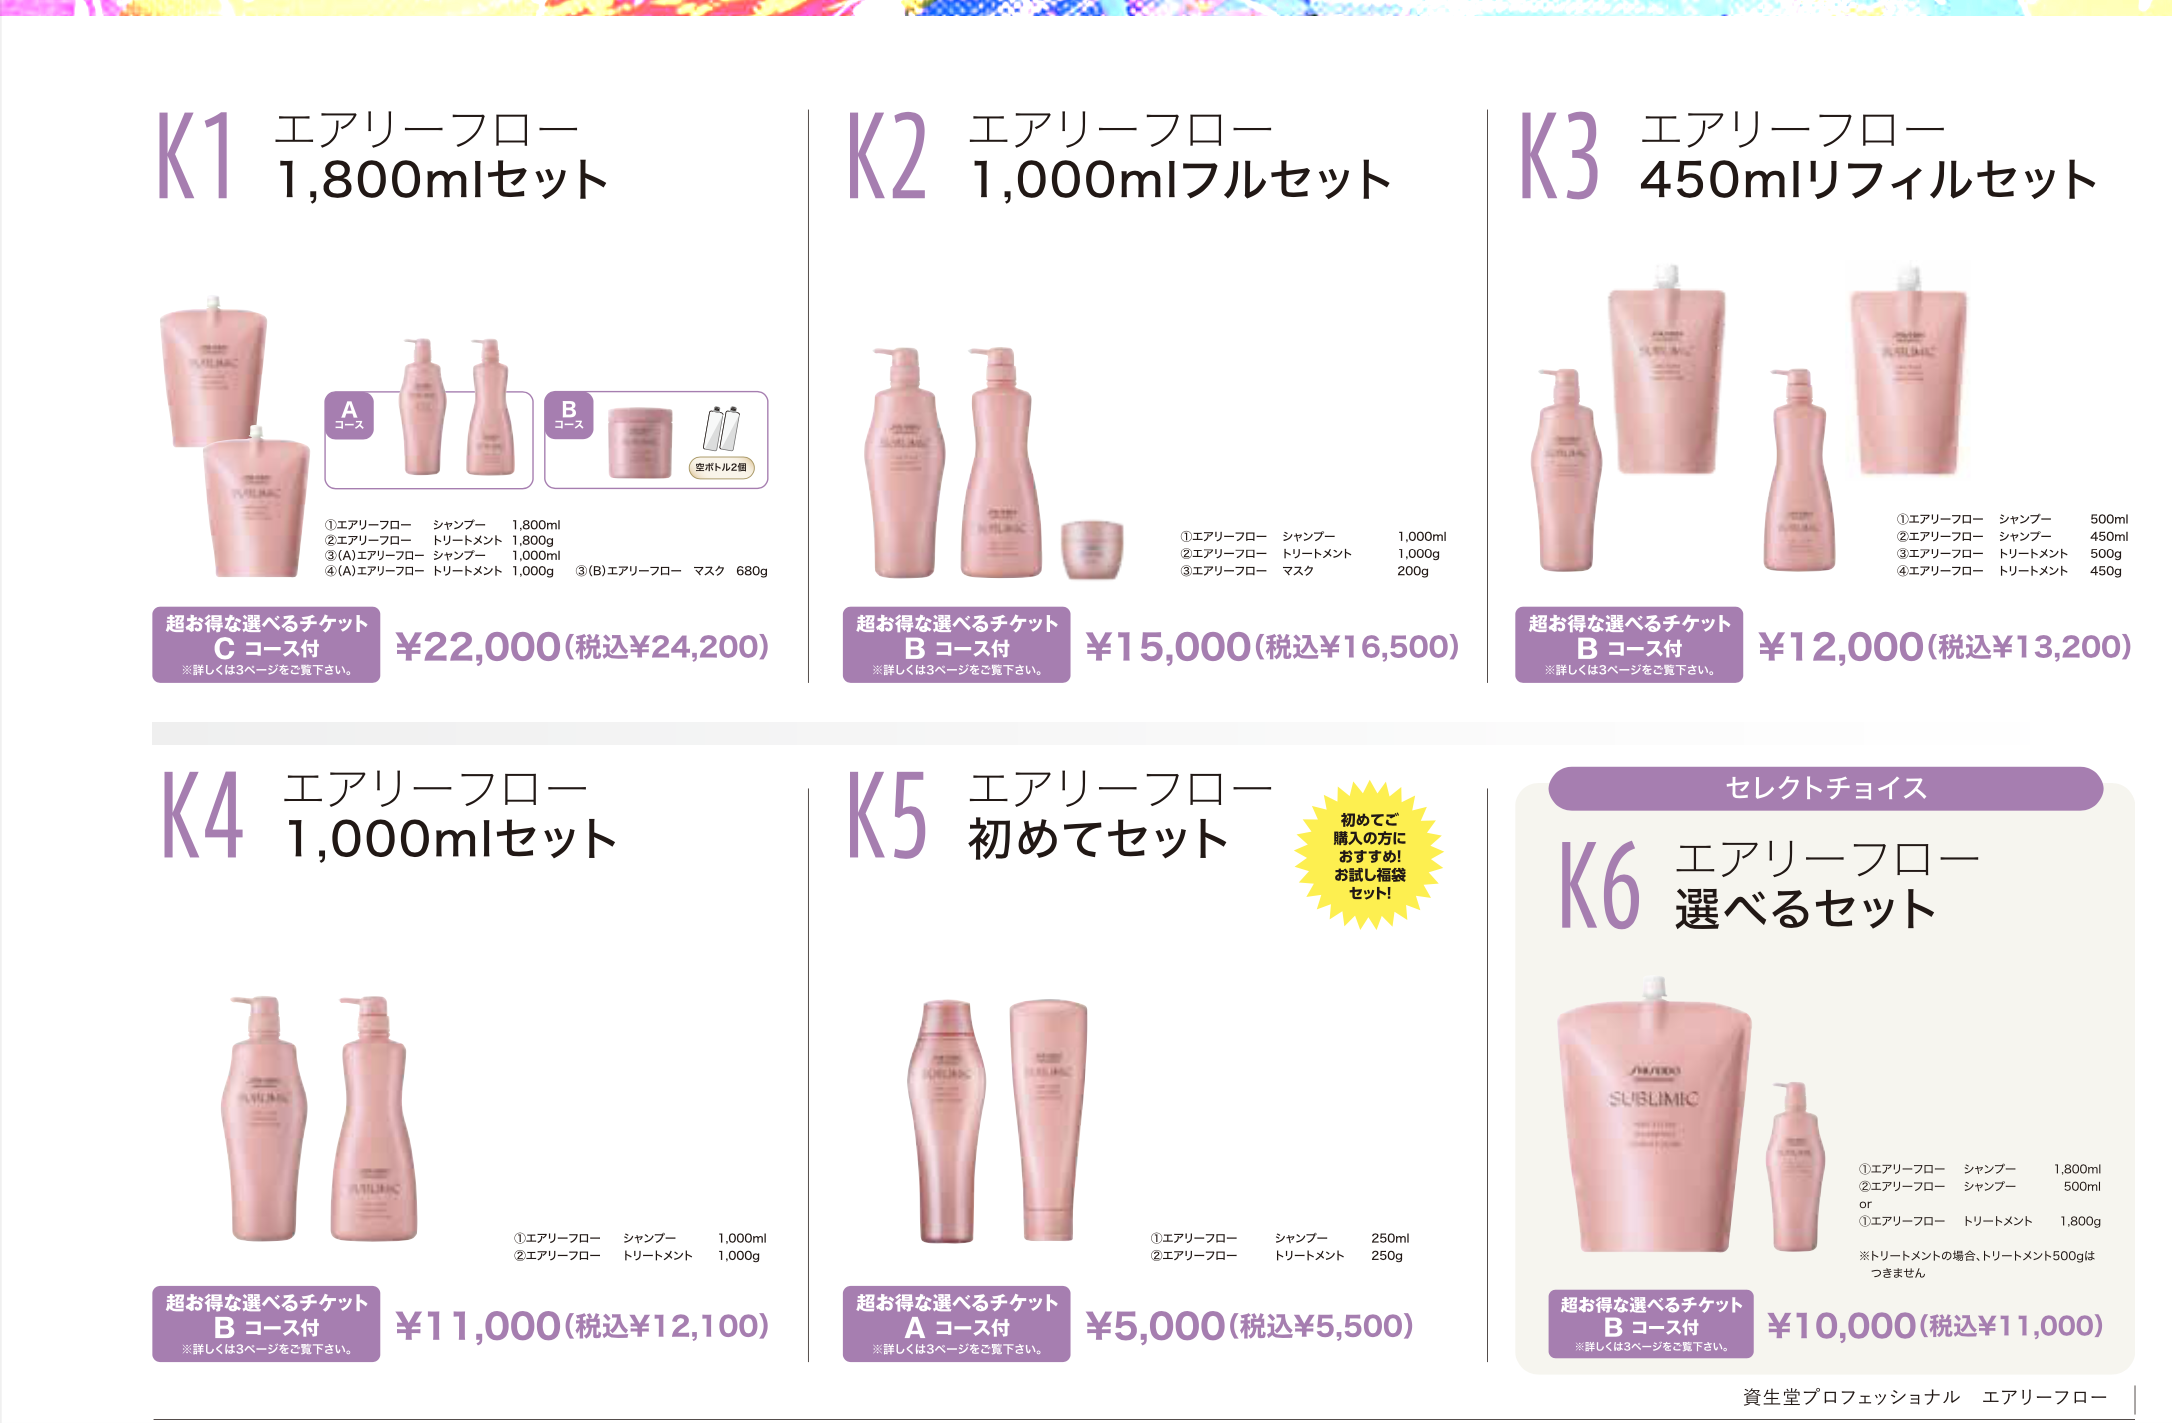 K1 エアリーフロー
1,800mlセット
A
コース
B
コース
空ボトル2個
①エアリーフロー シャンプー 1,800ml
②エアリーフロー トリートメント 1,800g
③(A)エアリーフロー シャンプー 1,000ml
④(A)エアリーフロー トリートメント 1,000g ③(B)エアリーフロー マスク 680g
超お得な選べるチケット
C コース付
※詳しくは3ページをご覧下さい。
¥22,000(税込¥24,200)
K2 エアリーフロー
1,000mlフルセット
①エアリーフロー シャンプー 1,000ml
②エアリーフロー トリートメント 1,000g
③エアリーフロー マスク 200g
超お得な選べるチケット
B コース付
※詳しくは3ページをご覧下さい。
¥15,000(税込¥16,500)
K3 エアリーフロー
450mlリフィルセット
①エアリーフロー シャンプー 500ml
②エアリーフロー シャンプー 450ml
③エアリーフロー トリートメント 500g
④エアリーフロー トリートメント 450g
超お得な選べるチケット
B コース付
※詳しくは3ページをご覧下さい。
¥12,000(税込¥13,200)
K4 エアリーフロー
1,000mlセット
①エアリーフロー シャンプー 1,000ml
②エアリーフロー トリートメント 1,000g
超お得な選べるチケット
B コース付
※詳しくは3ページをご覧下さい。
¥11,000(税込¥12,100)
K5 エアリーフロー
初めてセット
初めてご
購入の方に
おすすめ!
お試し福袋
セット!
①エアリーフロー シャンプー 250ml
②エアリーフロー トリートメント 250g
超お得な選べるチケット
A コース付
※詳しくは3ページをご覧下さい。
¥5,000(税込¥5,500)
セレクトチョイス
K6 エアリーフロー
選べるセット
SHISEIDO
SUBLIMIC
①エアリーフロー シャンプー 1,800ml
②エアリーフロー シャンプー 500ml
or
①エアリーフロー トリートメント 1,800g
※トリートメントの場合、トリートメント500gは
つきません
超お得な選べるチケット
B コース付
※詳しくは3ページをご覧下さい。
¥10,000(税込¥11,000)
資生堂プロフェッショナル エアリーフロー